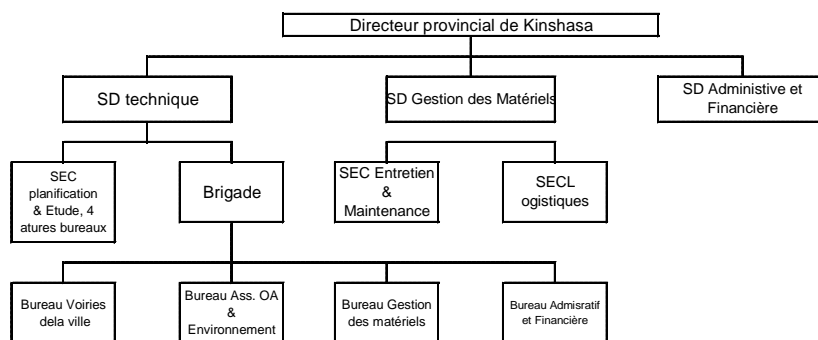 Directeur provincial de Kinshasa
SD technique
SD Gestion des Matériels
SD Administive et
Financière
SEC
planification
& Etude, 4
atures bureaux
Brigade
SEC Entretien
&
Maintenance
SECL
ogistiques
Bureau Voiries
dela ville
Bureau Ass. OA
&
Environnement
Bureau Gestion
des matériels
Bureau Admisratif
et Financière